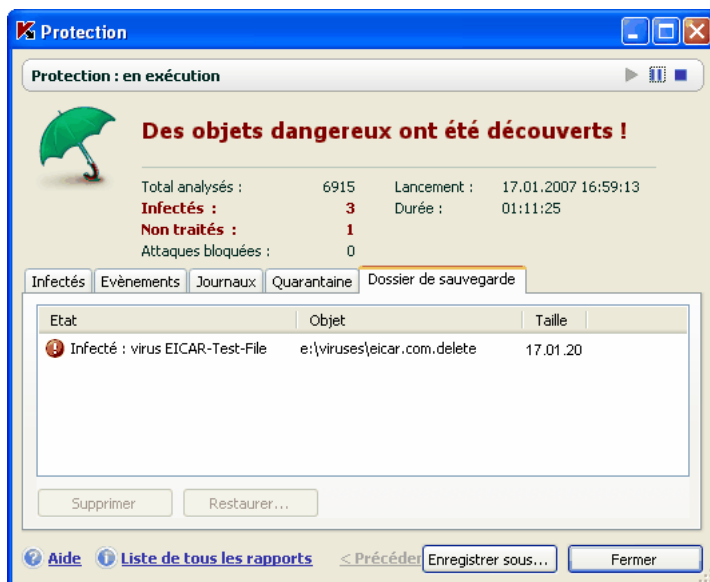 Protection
Protection : en exécution
Des objets dangereux ont été découverts !
Total analysés : 6915 Lancement : 17.01.2007 16:59:13
Infectés : 3 Durée : 01:11:25
Non traités : 1
Attaques bloquées : 0
Infectés Evènements Journaux Quarantaine Dossier de sauvegarde
Etat Objet Taille
Infecté : virus EICAR-Test-File e:\viruses\eicar.com.delete 17.01.20
Supprimer Restaurer...
Aide Liste de tous les rapports < Précéder Enregistrer sous... Fermer